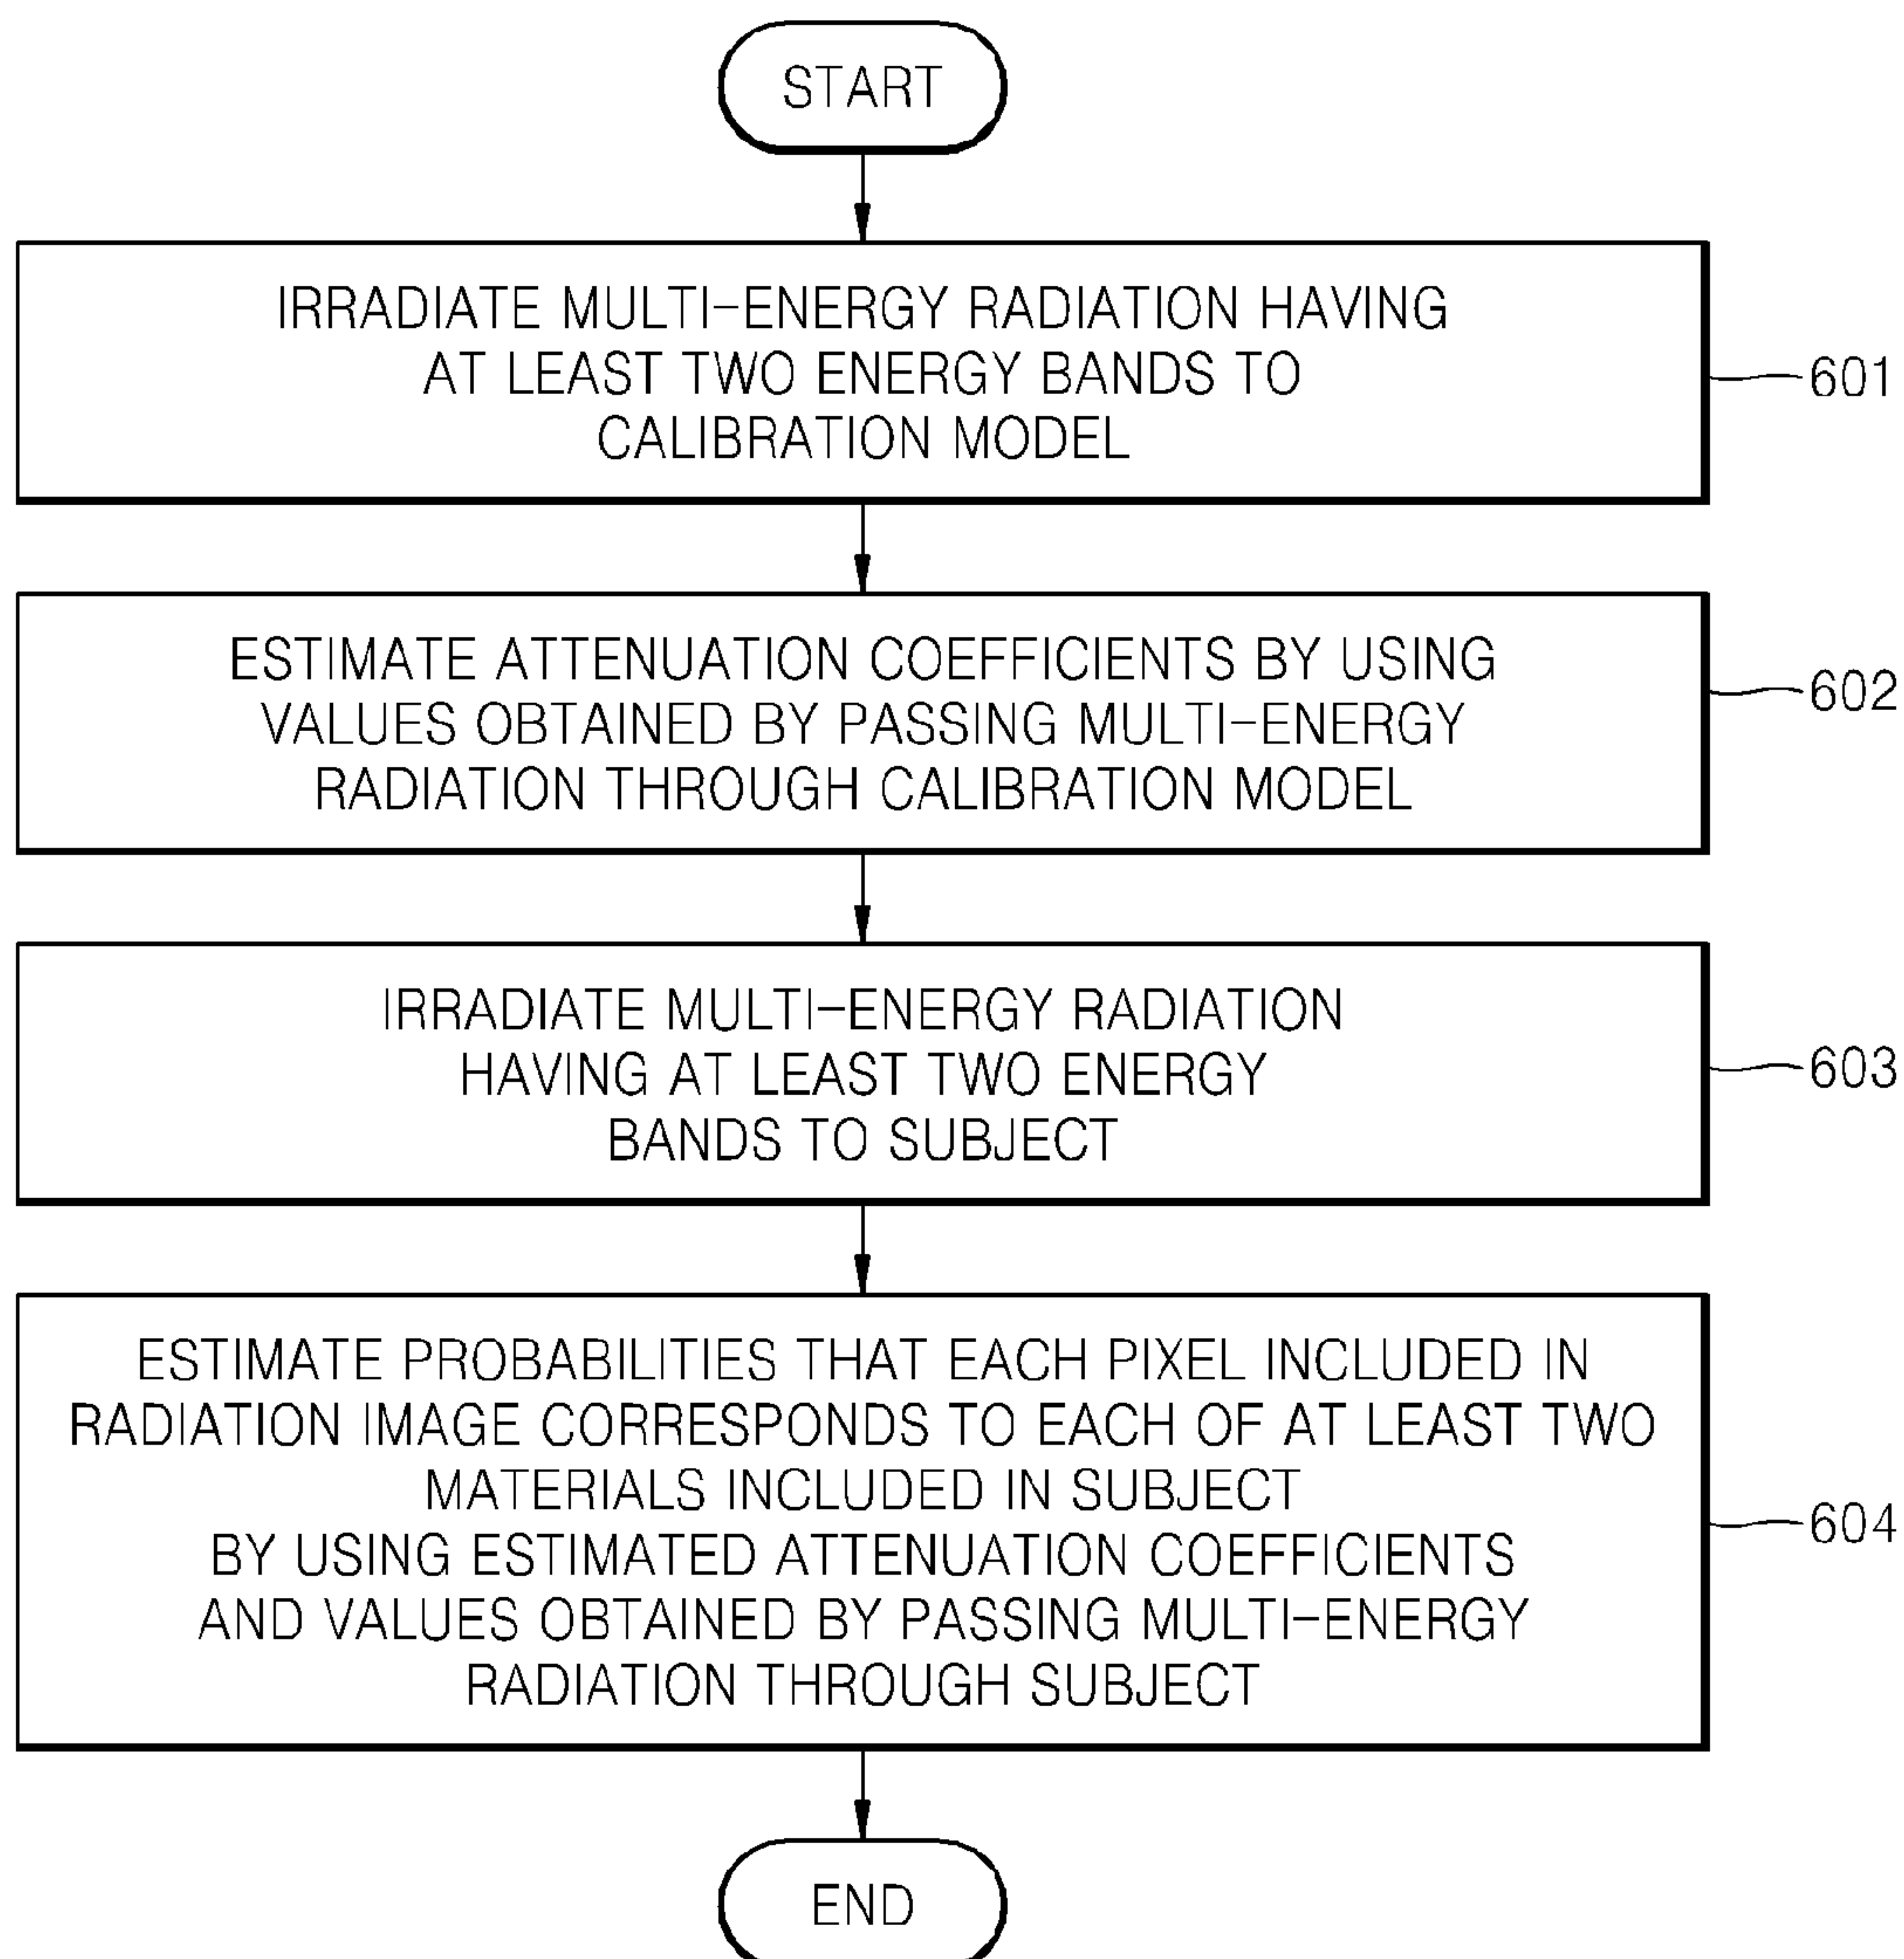 START
IRRADIATE MULTI-ENERGY RADIATION HAVING
AT LEAST TWO ENERGY BANDS TO
CALIBRATION MODEL
601
ESTIMATE ATTENUATION COEFFICIENTS BY USING
VALUES OBTAINED BY PASSING MULTI-ENERGY
RADIATION THROUGH CALIBRATION MODEL
602
IRRADIATE MULTI-ENERGY RADIATION
HAVING AT LEAST TWO ENERGY
BANDS TO SUBJECT
603
ESTIMATE PROBABILITIES THAT EACH PIXEL INCLUDED IN
RADIATION IMAGE CORRESPONDS TO EACH OF AT LEAST TWO
MATERIALS INCLUDED IN SUBJECT
BY USING ESTIMATED ATTENUATION COEFFICIENTS
AND VALUES OBTAINED BY PASSING MULTI-ENERGY
RADIATION THROUGH SUBJECT
604
END